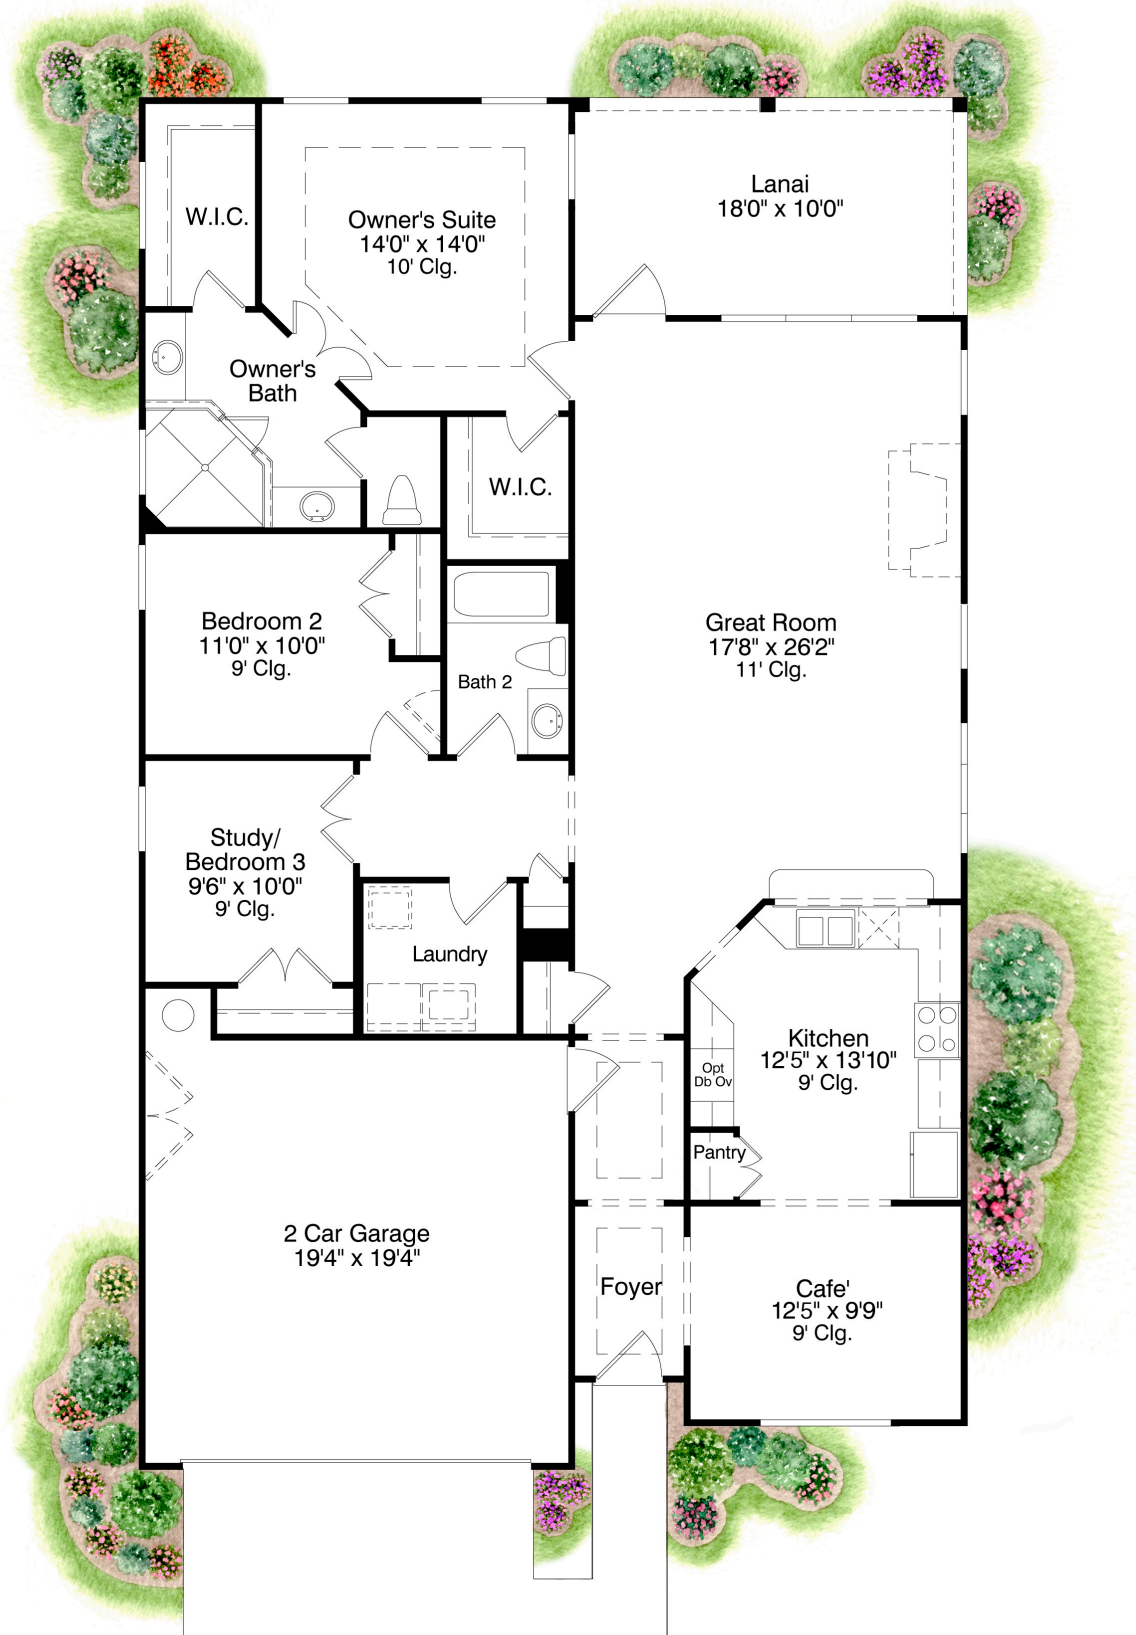 Lanai
18'0" x 10'0"
W.I.C.
Owner's Suite
14'0" x 14'0"
10' Clg.
Owner's
Bath
W.I.C.
Bedroom 2
11'0" x 10'0"
9' Clg.
Great Room
17'8" x 26'2"
11' Clg.
Bath 2
Study/
Bedroom 3
9'6" x 10'0"
9' Clg.
Laundry
Kitchen
12'5" x 13'10"
9' Clg.
Opt
Db Ov
Pantry
2 Car Garage
19'4" x 19'4"
Foyer
Cafe'
12'5" x 9'9"
9' Clg.